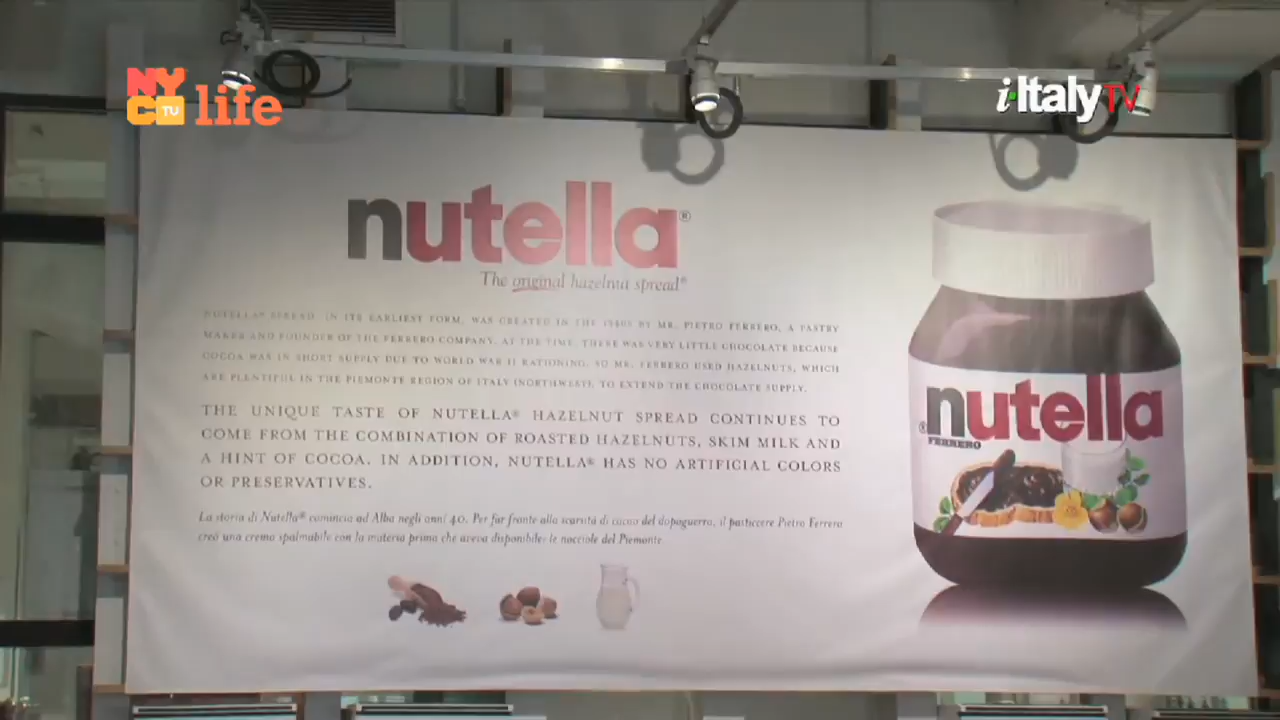 NYC TV life
i-Italy TV
nutella®
The original hazelnut spread®
NUTELLA® SPREAD, IN ITS EARLIEST FORM, WAS CREATED IN THE 1940S BY MR. PIETRO FERRERO, A PASTRY
MAKER AND FOUNDER OF THE FERRERO COMPANY. AT THE TIME, THERE WAS VERY LITTLE CHOCOLATE BECAUSE
COCOA WAS IN SHORT SUPPLY DUE TO WORLD WAR II RATIONING. SO MR. FERRERO USED HAZELNUTS, WHICH
ARE PLENTIFUL IN THE PIEMONTE REGION OF ITALY (NORTHWEST), TO EXTEND THE CHOCOLATE SUPPLY.
THE UNIQUE TASTE OF NUTELLA® HAZELNUT SPREAD CONTINUES TO
COME FROM THE COMBINATION OF ROASTED HAZELNUTS, SKIM MILK AND
A HINT OF COCOA. IN ADDITION, NUTELLA® HAS NO ARTIFICIAL COLORS
OR PRESERVATIVES.
La storia di Nutella® comincia ad Alba negli anni 40. Per far fronte alla scarsità di cacao del dopoguerra, il pasticcere Pietro Ferrero
creò una crema spalmabile con la materia prima che aveva disponibile: le nocciole del Piemonte.
®nutella
FERRERO